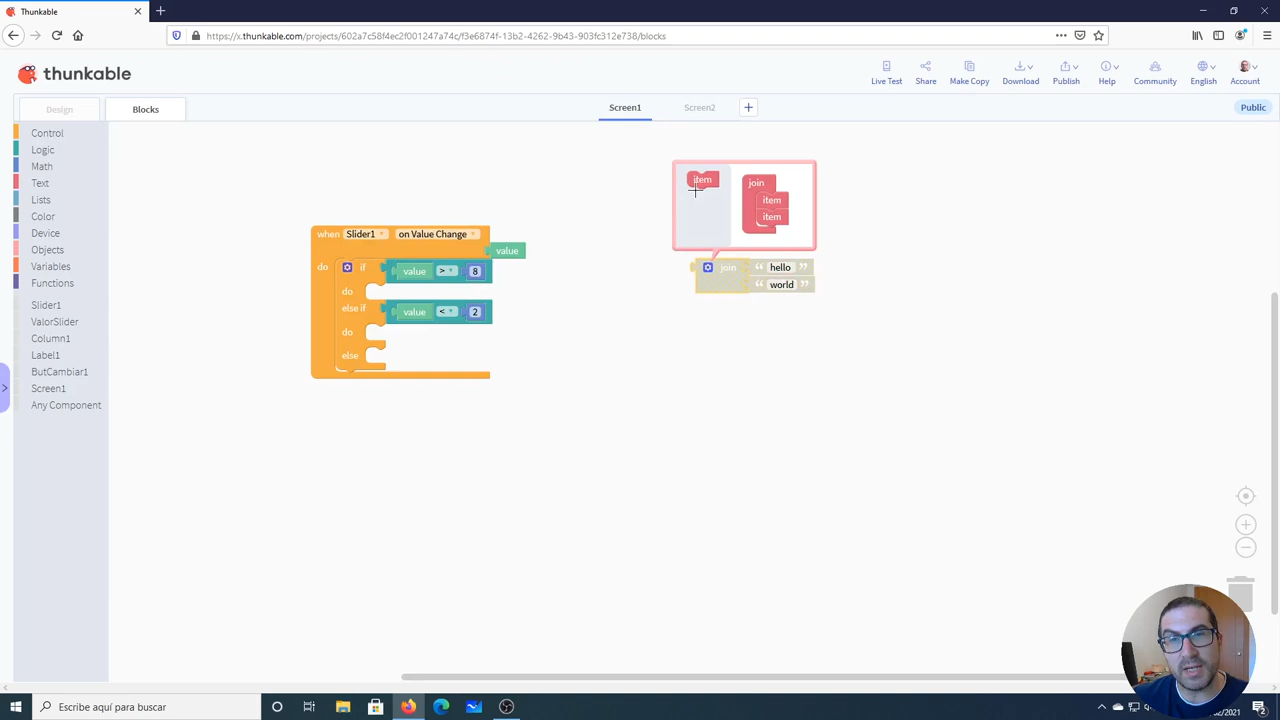 Thunkable
https://x.thunkable.com/projects/602a7c58f4ec2f001247a74c/f3e6874f-13b2-4262-9b43-903fc312e738/blocks
thunkable
Live Test
Share
Make Copy
Download
Publish
Help
Community
English
Account
Design
Blocks
Screen1
Screen2
Public
Control
Logic
Math
Text
Lists
Color
Device
Objects
Variables
Functions
Slider1
ValorSlider
Column1
Label1
ButCambiar1
Screen1
Any Component
when Slider1 on Value Change
value
do if value > 8
do
else if value < 2
do
else
item
join
item
item
join “ hello ”
“ world ”
Escribe aquí para buscar
2